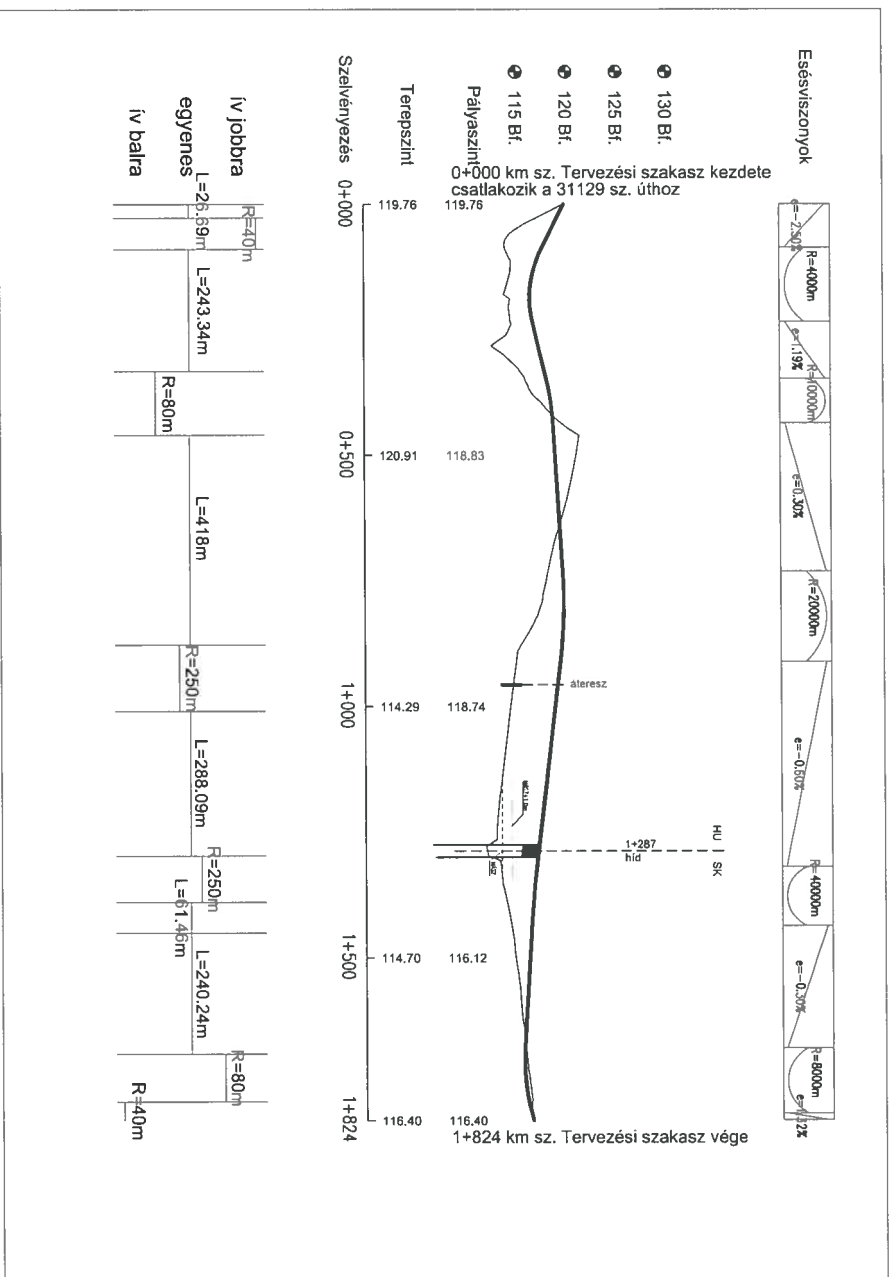 Esésviszonyok
e=-2.50%
R=4000m
e=1.19%
R=10000m
e=0.30%
R=20000m
e=-0.60%
R=40000m
e=-0.30%
R=8000m
HU
SK
130 Bf.
125 Bf.
120 Bf.
115 Bf.
0+000 km sz. Tervezési szakasz kezdete
csatlakozik a 31129 sz. úthoz
áteresz
1+287
híd
1+824 km sz. Tervezési szakasz vége
Pályaszint
119.76
118.83
118.74
116.12
116.40
Terepszint
119.76
120.91
114.29
114.70
116.40
Szelvényezés
0+000
0+500
1+000
1+500
1+824
ív jobbra
egyenes
ív balra
R=40m
L=26.69m
L=243.34m
R=80m
L=418m
R=250m
L=288.09m
R=250m
L=61.46m
L=240.24m
R=80m
R=40m